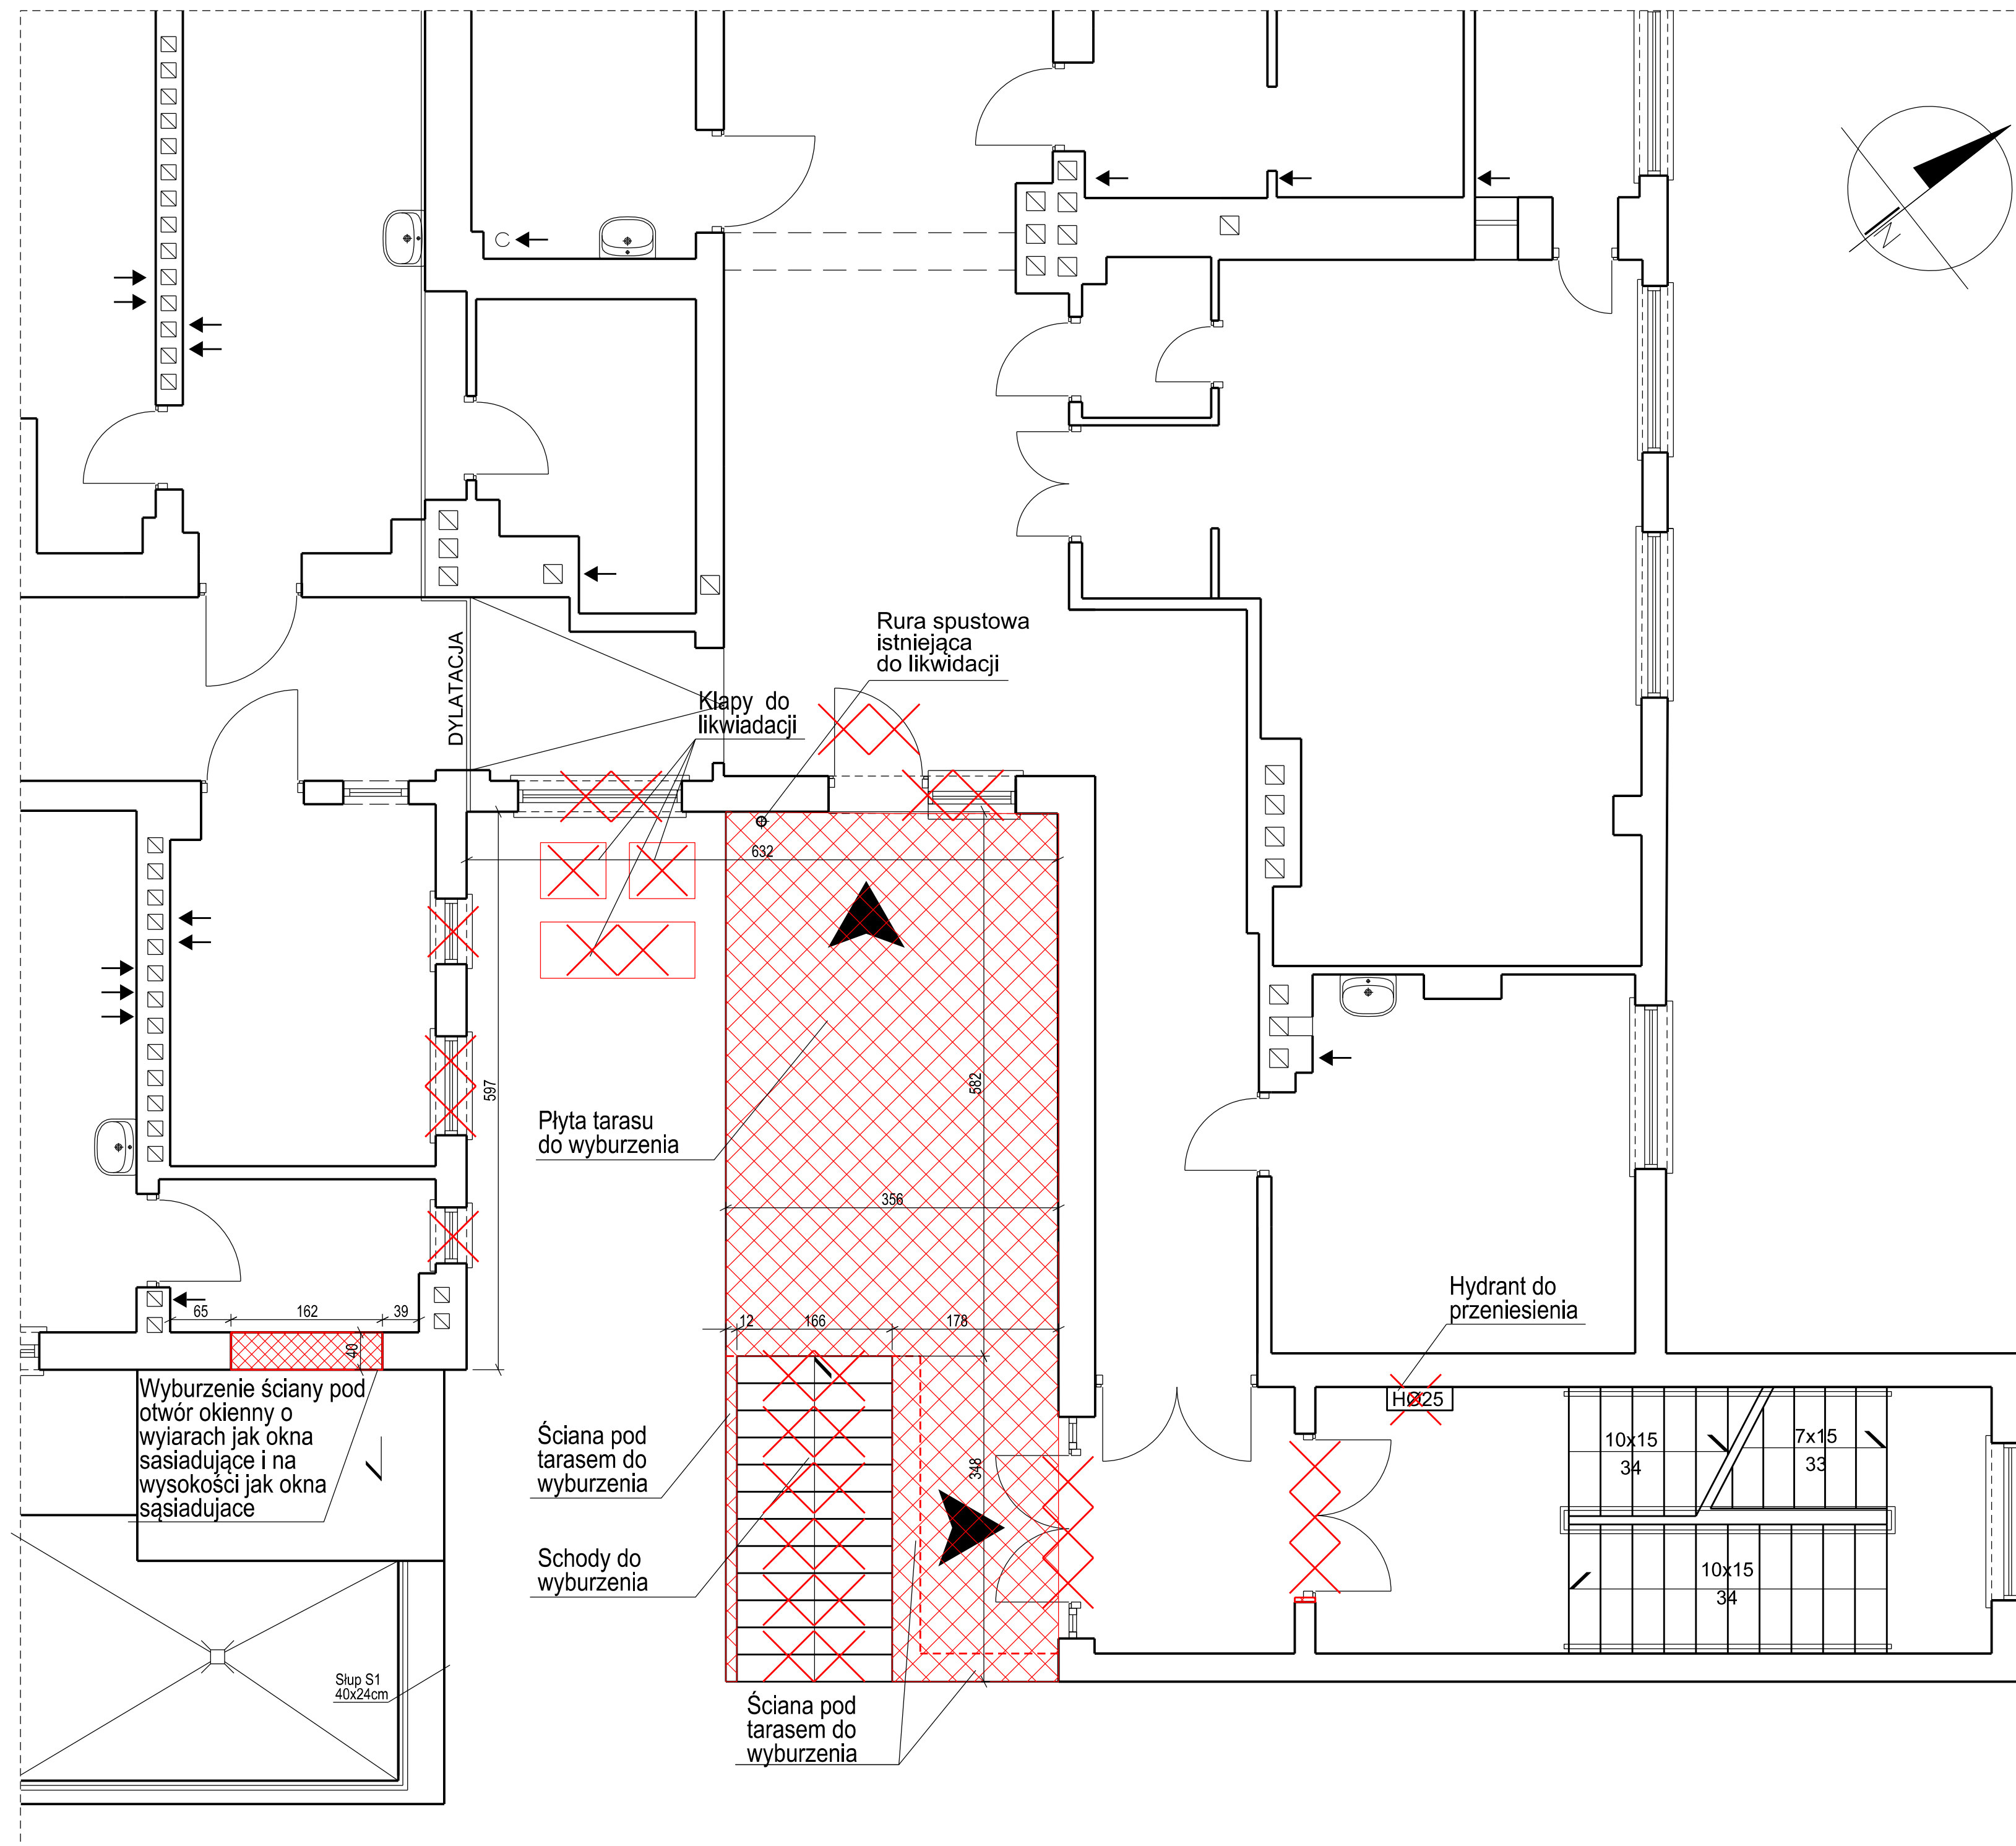 N
Rura spustowa
istniejąca
do likwidacji
DYLATACJA
Kłapy do
likwiadacji
632
597
582
Płyta tarasu
do wyburzenia
356
65
162
39
40
12
166
178
348
Hydrant do
przeniesienia
HØ25
Wyburzenie ściany pod
otwór okienny o
wyiarach jak okna
sasiadujące i na
wysokości jak okna
sąsiadujace
Ściana pod
tarasem do
wyburzenia
Schody do
wyburzenia
10x15
34
7x15
33
10x15
34
Słup S1
40x24cm
Ściana pod
tarasem do
wyburzenia